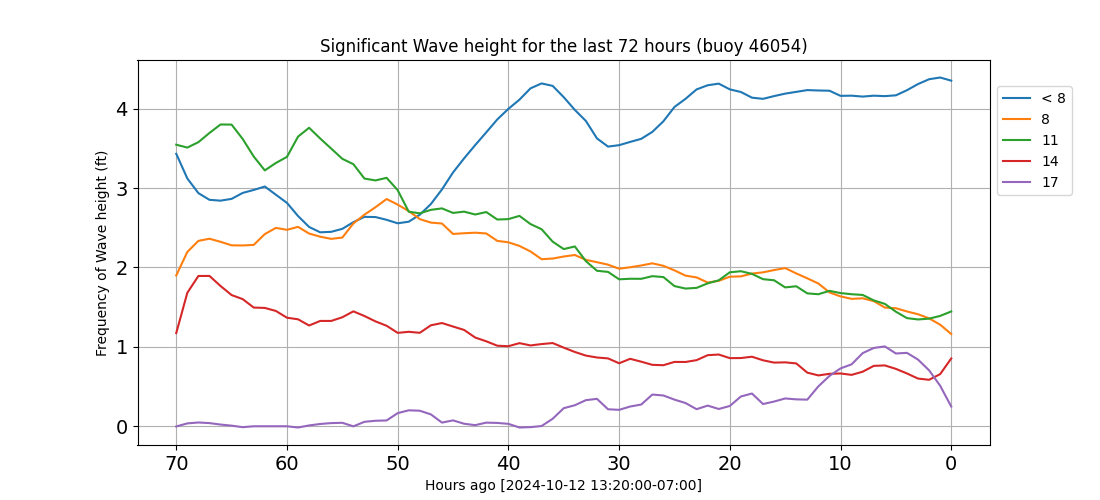 Significant Wave height for the last 72 hours (buoy 46054)
Frequency of Wave height (ft)
4
3
2
1
0
70 60 50 40 30 20 10 0
Hours ago [2024-10-12 13:20:00-07:00]
< 8
8
11
14
17